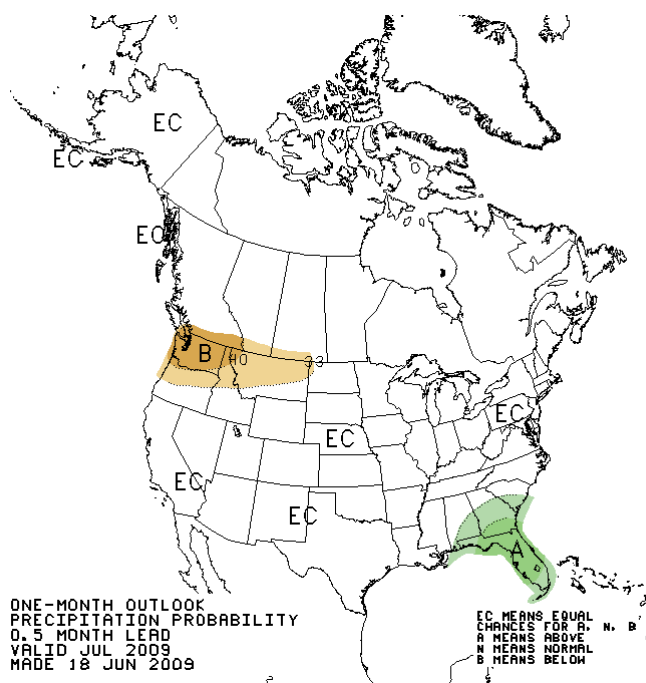 EC
EC
EC
B 40 33
EC
EC
EC
EC
A
ONE-MONTH OUTLOOK
PRECIPITATION PROBABILITY
0.5 MONTH LEAD
VALID JUL 2009
MADE 18 JUN 2009
EC MEANS EQUAL
CHANCES FOR A, N, B
A MEANS ABOVE
N MEANS NORMAL
B MEANS BELOW